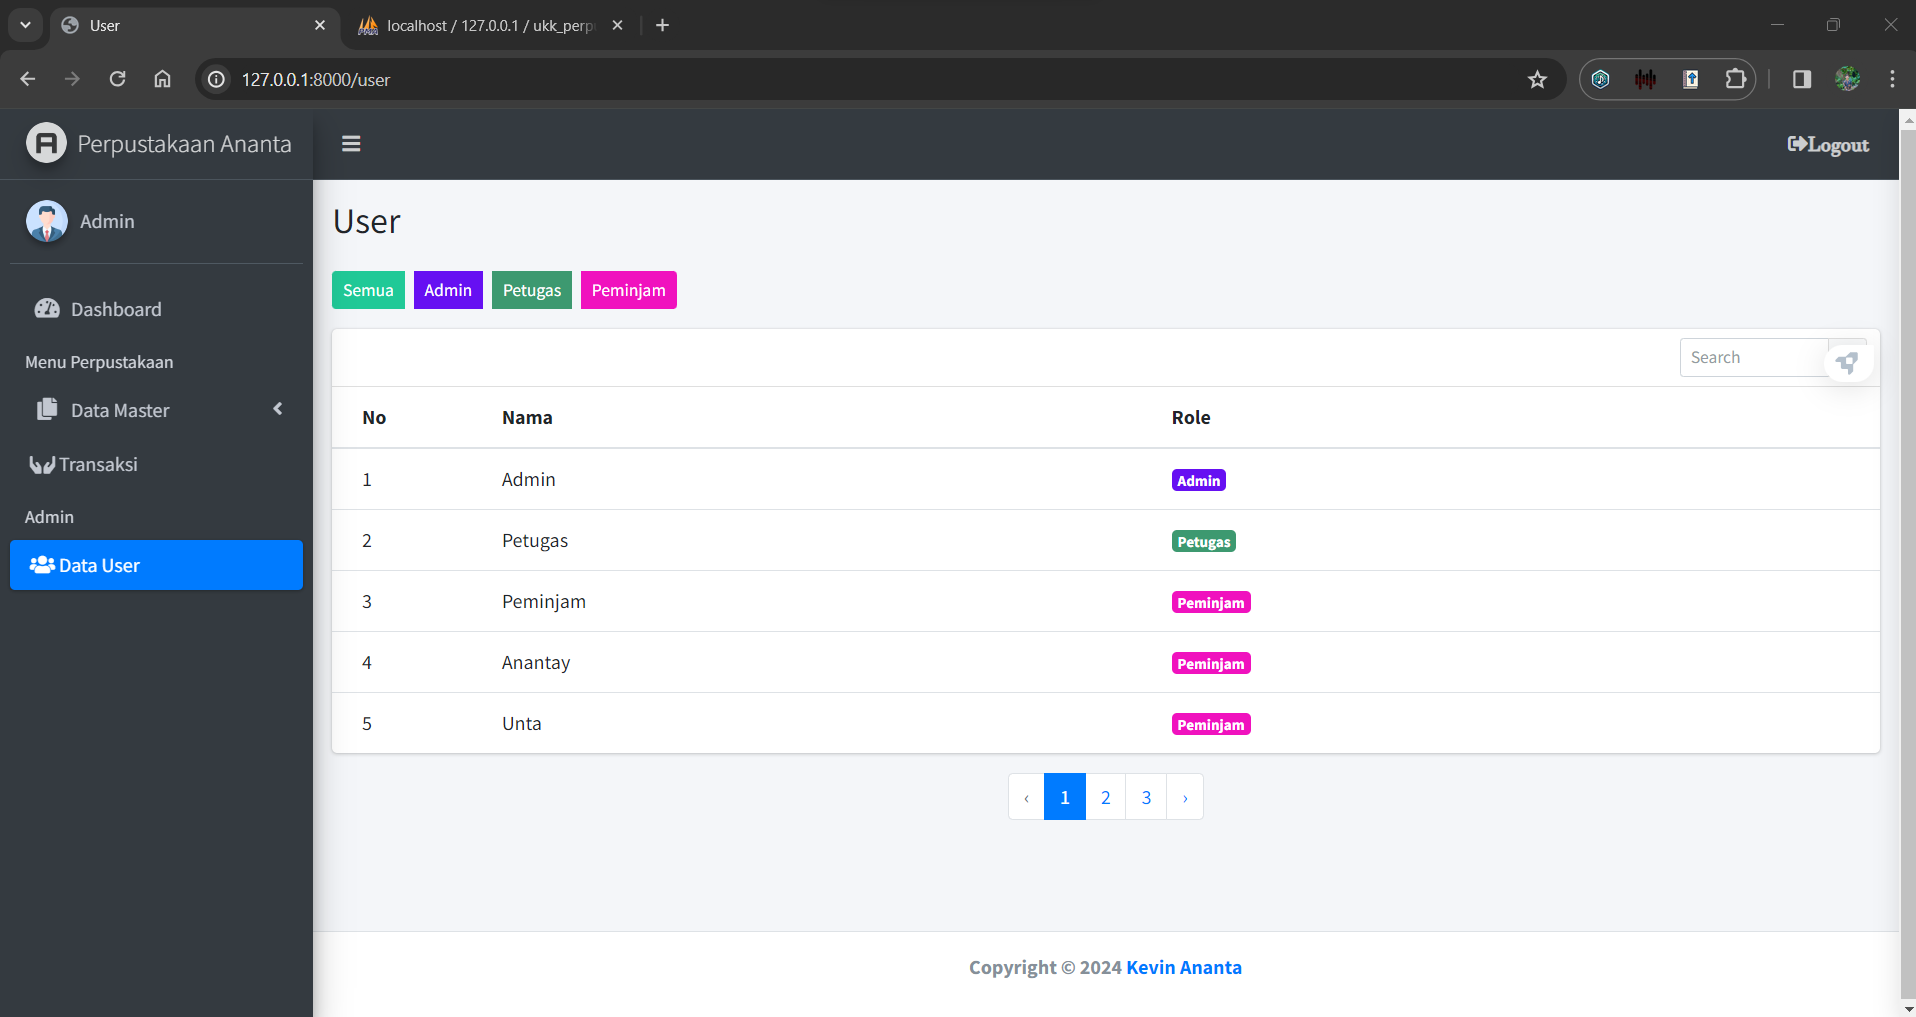 User
localhost / 127.0.0.1 / ukk_perp
127.0.0.1:8000/user
Perpustakaan Ananta
Logout
Admin
Dashboard
Menu Perpustakaan
Data Master
Transaksi
Admin
Data User
User
Semua Admin Petugas Peminjam
Search
No Nama Role
1 Admin Admin
2 Petugas Petugas
3 Peminjam Peminjam
4 Anantay Peminjam
5 Unta Peminjam
‹ 1 2 3 ›
Copyright © 2024 Kevin Ananta